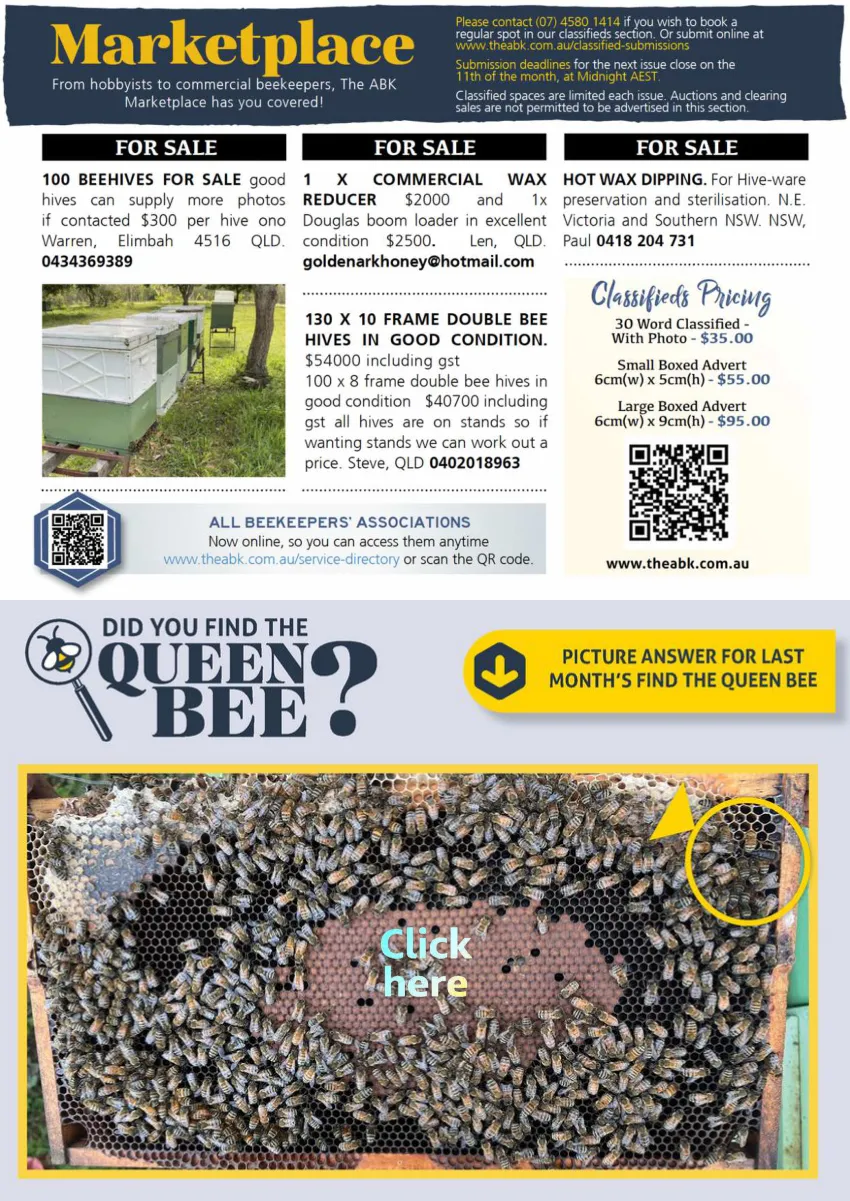 Marketplace
From hobbyists to commercial beekeepers, The ABK
Marketplace has you covered!
Please contact (07) 4580 1414 if you wish to book a
regular spot in our classifieds section. Or submit online at
www.theabk.com.au/classified-submissions
Submission deadlines for the next issue close on the
11th of the month, at Midnight AEST.
Classified spaces are limited each issue. Auctions and clearing
sales are not permitted to be advertised in this section.
FOR SALE
100 BEEHIVES FOR SALE good
hives can supply more photos
if contacted $300 per hive ono
Warren, Elimbah 4516 QLD.
0434369389
FOR SALE
1 X COMMERCIAL WAX
REDUCER $2000 and 1x
Douglas boom loader in excellent
condition $2500. Len, QLD.
goldenarkhoney@hotmail.com
130 X 10 FRAME DOUBLE BEE
HIVES IN GOOD CONDITION.
$54000 including gst
100 x 8 frame double bee hives in
good condition $40700 including
gst all hives are on stands so if
wanting stands we can work out a
price. Steve, QLD 0402018963
FOR SALE
HOT WAX DIPPING. For Hive-ware
preservation and sterilisation. N.E.
Victoria and Southern NSW. NSW,
Paul 0418 204 731
Classifieds Pricing
30 Word Classified -
With Photo - $35.00
Small Boxed Advert
6cm(w) x 5cm(h) - $55.00
Large Boxed Advert
6cm(w) x 9cm(h) - $95.00
www.theabk.com.au
ALL BEEKEEPERS' ASSOCIATIONS
Now online, so you can access them anytime
www.theabk.com.au/service-directory or scan the QR code.
DID YOU FIND THE
QUEEN
BEE?
PICTURE ANSWER FOR LAST
MONTH'S FIND THE QUEEN BEE
Click
here